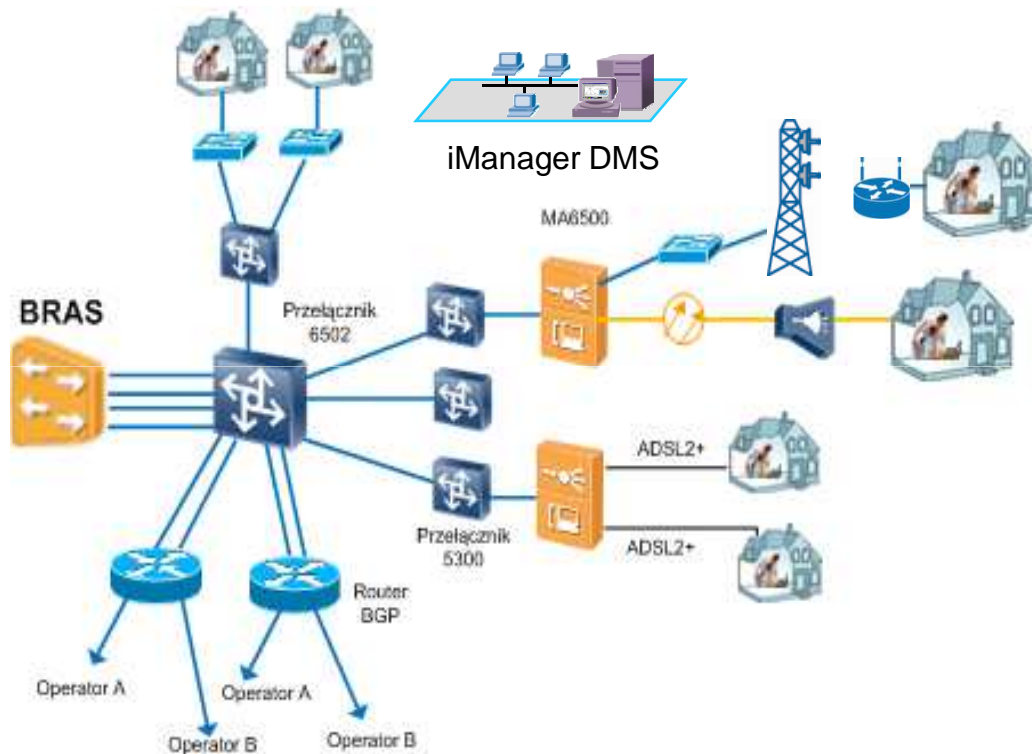 iManager DMS
MA6500
BRAS
Przełącznik
6502
ADSL2+
Przełącznik
5300
ADSL2+
Router
BGP
Operator A
Operator A
Operator B
Operator B